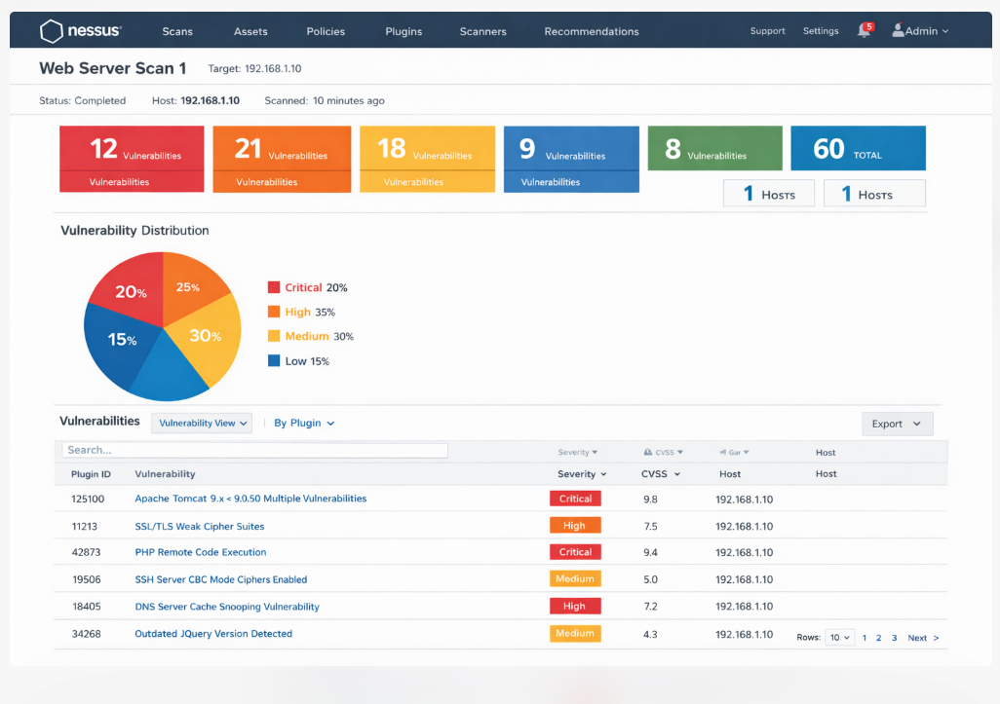 nessus Scans Assets Policies Plugins Scanners Recommendations Support Settings 5 Admin
Web Server Scan 1 Target: 192.168.1.10
Status: Completed Host: 192.168.1.10 Scanned: 10 minutes ago
12 Vulnerabilities 21 Vulnerabilities 18 Vulnerabilities 9 Vulnerabilities 8 Vulnerabilities 60 TOTAL
Vulnerabilities Vulnerabilities Vulnerabilities Vulnerabilities
1 HOSTS 1 HOSTS
Vulnerability Distribution
20% 25%
15% 30%
Critical 20%
High 35%
Medium 30%
Low 15%
Vulnerabilities Vulnerability View By Plugin Export
Search... Severity CVSS Gar Host
Plugin ID Vulnerability Severity CVSS Host Host
125100 Apache Tomcat 9.x < 9.0.50 Multiple Vulnerabilities Critical 9.8 192.168.1.10
11213 SSL/TLS Weak Cipher Suites High 7.5 192.168.1.10
42873 PHP Remote Code Execution Critical 9.4 192.168.1.10
19506 SSH Server CBC Mode Ciphers Enabled Medium 5.0 192.168.1.10
18405 DNS Server Cache Snooping Vulnerability High 7.2 192.168.1.10
34268 Outdated JQuery Version Detected Medium 4.3 192.168.1.10
Rows: 10 1 2 3 Next >